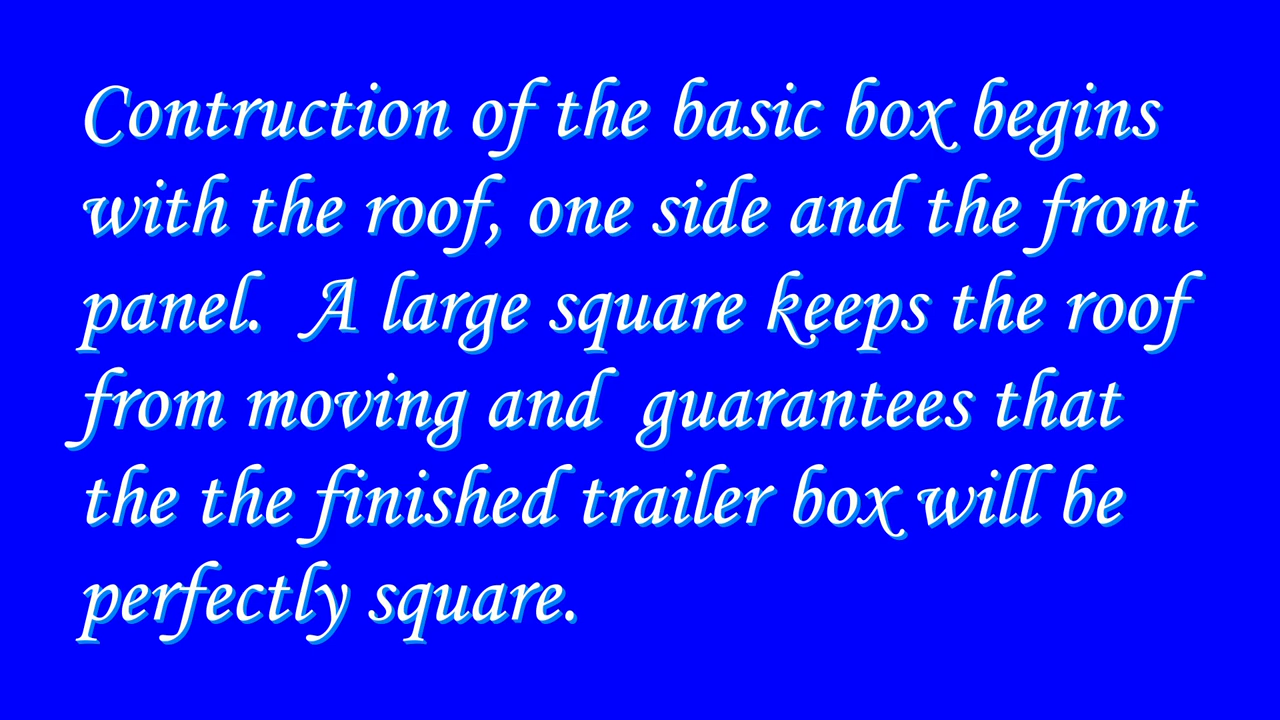 Contruction of the basic box begins
with the roof, one side and the front
panel.  A large square keeps the roof
from moving and  guarantees that
the the finished trailer box will be
perfectly square.